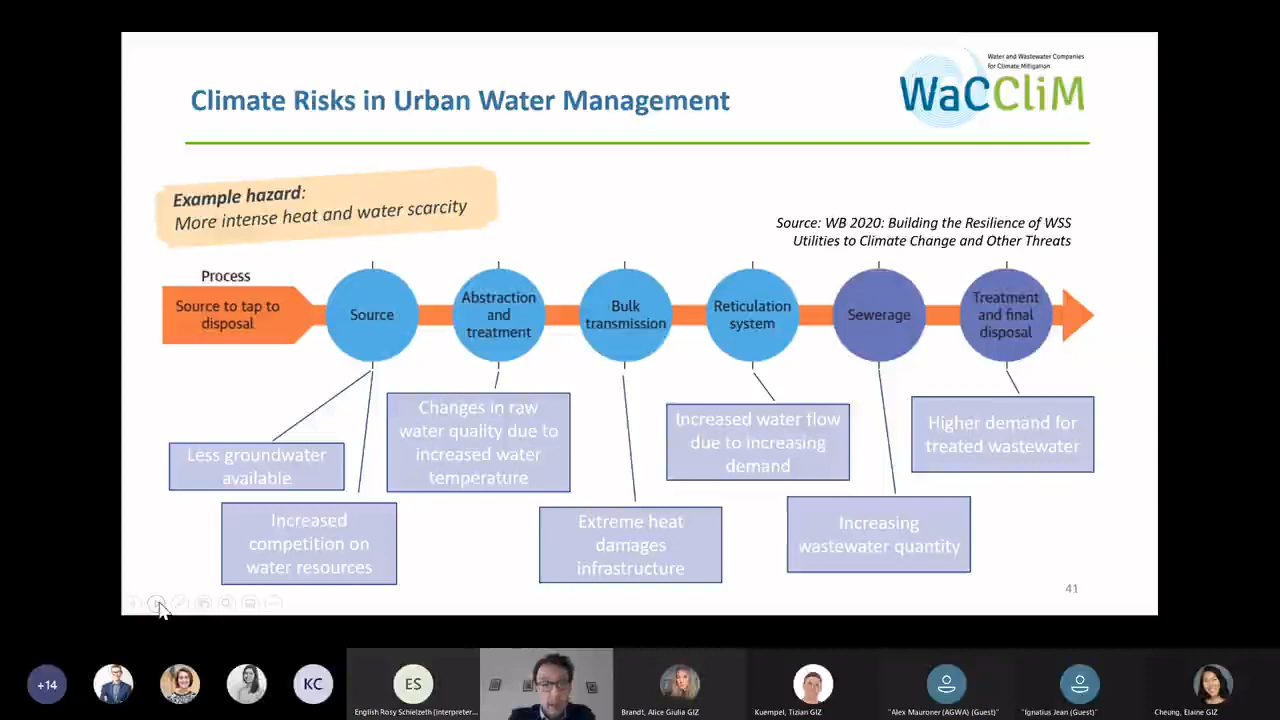 Water and Wastewater Companies
for Climate Mitigation
WaCCliM
Climate Risks in Urban Water Management
Example hazard:
More intense heat and water scarcity
Source: WB 2020: Building the Resilience of WSS
Utilities to Climate Change and Other Threats
Process
Source to tap to
disposal
Source
Abstraction
and
treatment
Bulk
transmission
Reticulation
system
Sewerage
Treatment
and final
disposal
Less groundwater
available
Increased
competition on
water resources
Changes in raw
water quality due to
increased water
temperature
Extreme heat
damages
infrastructure
Increased water flow
due to increasing
demand
Increasing
wastewater quantity
Higher demand for
treated wastewater
41
+14
KC
ES
English Rosy Schielzeth (Interpreter...
Brandt, Alice Giulia GIZ
Kuempel, Tizian GIZ
"Alex Mauroner (AGWA) (Guest)"
"Ignatius Jean (Guest)"
Cheung, Elaine GIZ